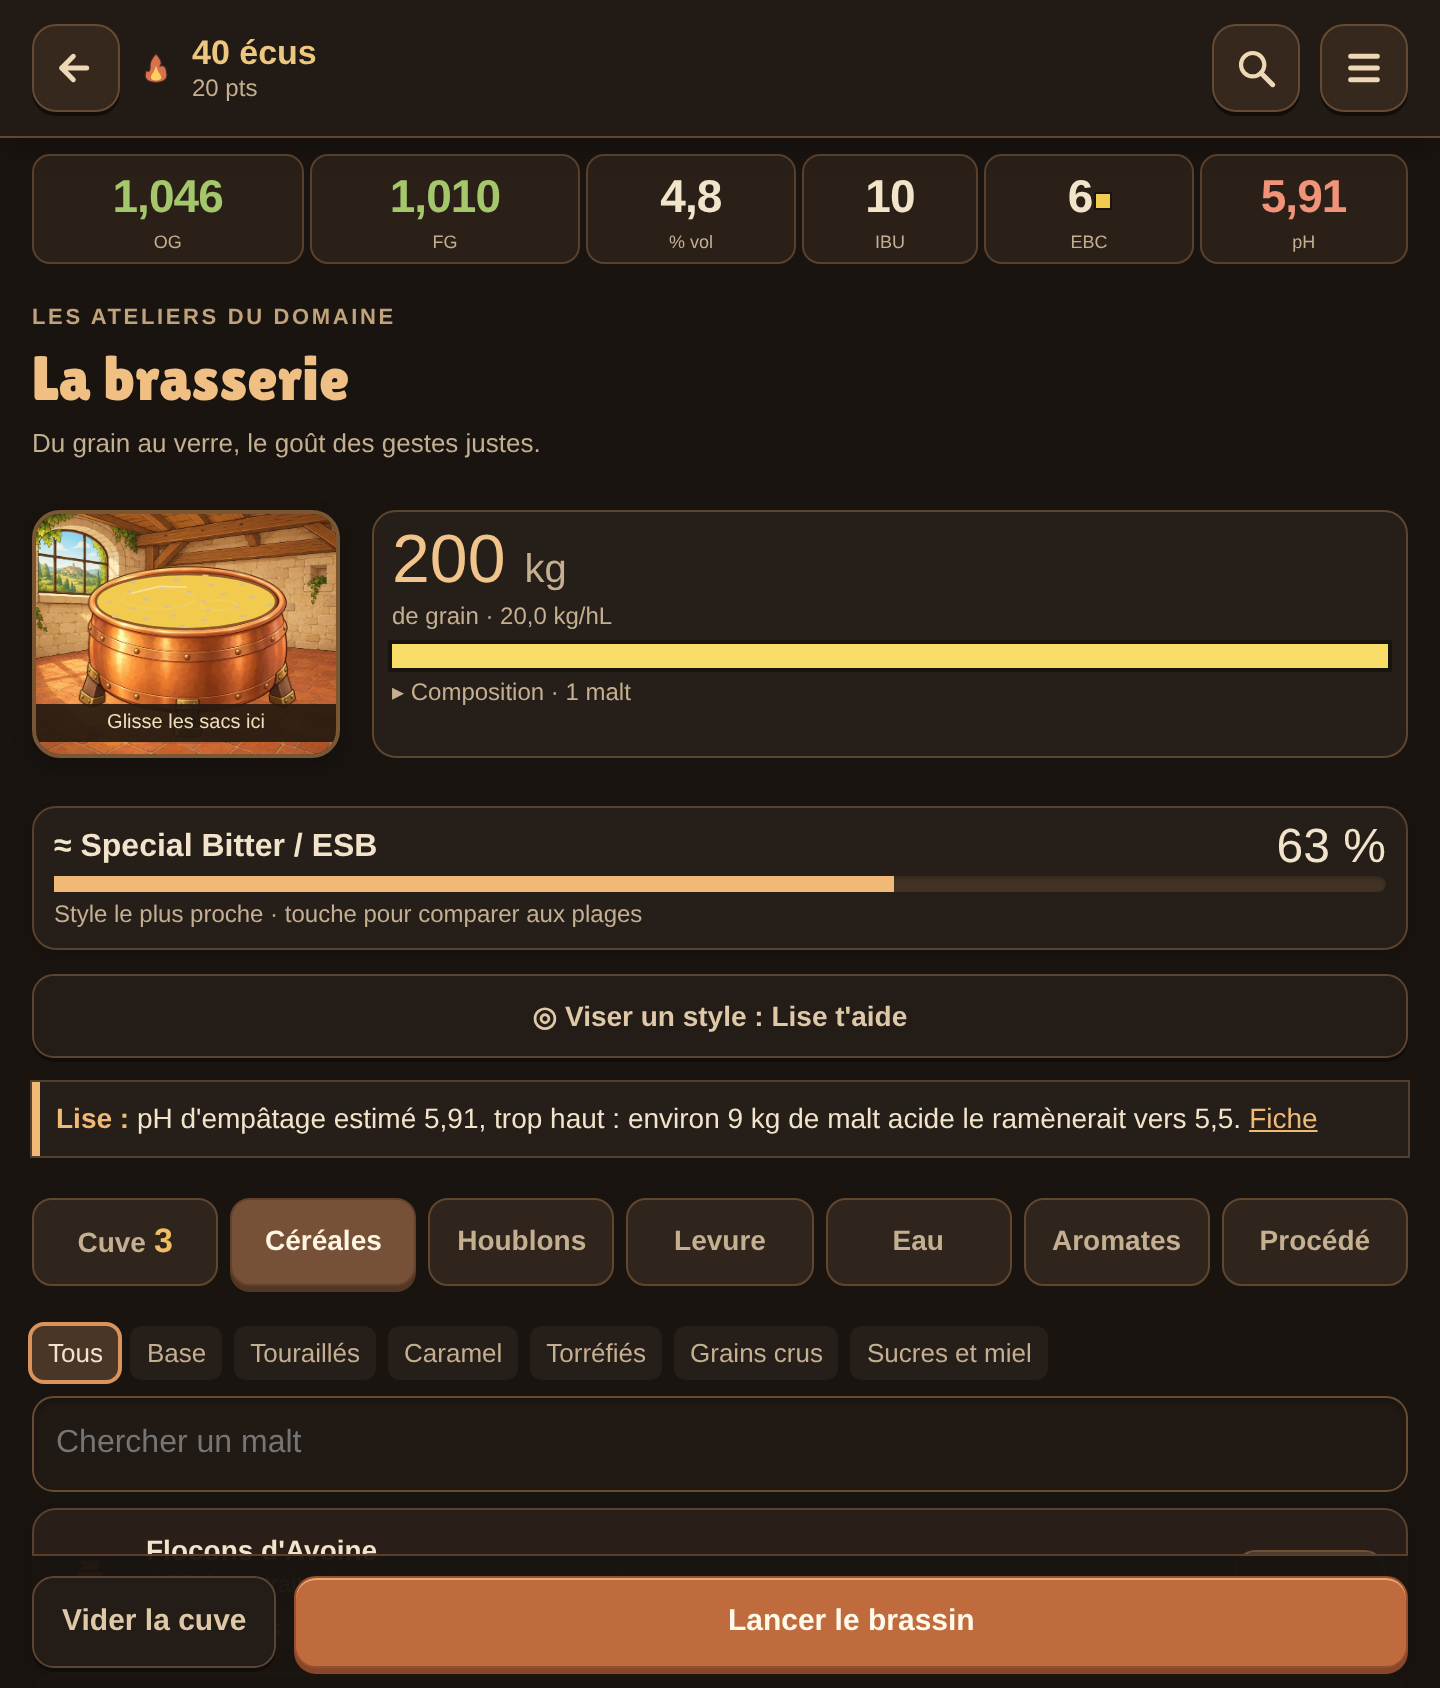 40 écus
20 pts
1,046
OG
1,010
FG
4,8
% vol
10
IBU
6
EBC
5,91
pH
LES ATELIERS DU DOMAINE
La brasserie
Du grain au verre, le goût des gestes justes.
Glisse les sacs ici
200 kg
de grain · 20,0 kg/hL
▸ Composition · 1 malt
≈ Special Bitter / ESB
63 %
Style le plus proche · touche pour comparer aux plages
◎ Viser un style : Lise t'aide
Lise : pH d'empâtage estimé 5,91, trop haut : environ 9 kg de malt acide le ramènerait vers 5,5. Fiche
Cuve 3
Céréales
Houblons
Levure
Eau
Aromates
Procédé
Tous
Base
Touraillés
Caramel
Torréfiés
Grains crus
Sucres et miel
Chercher un malt
Flocons d'Avoine
Vider la cuve
Lancer le brassin